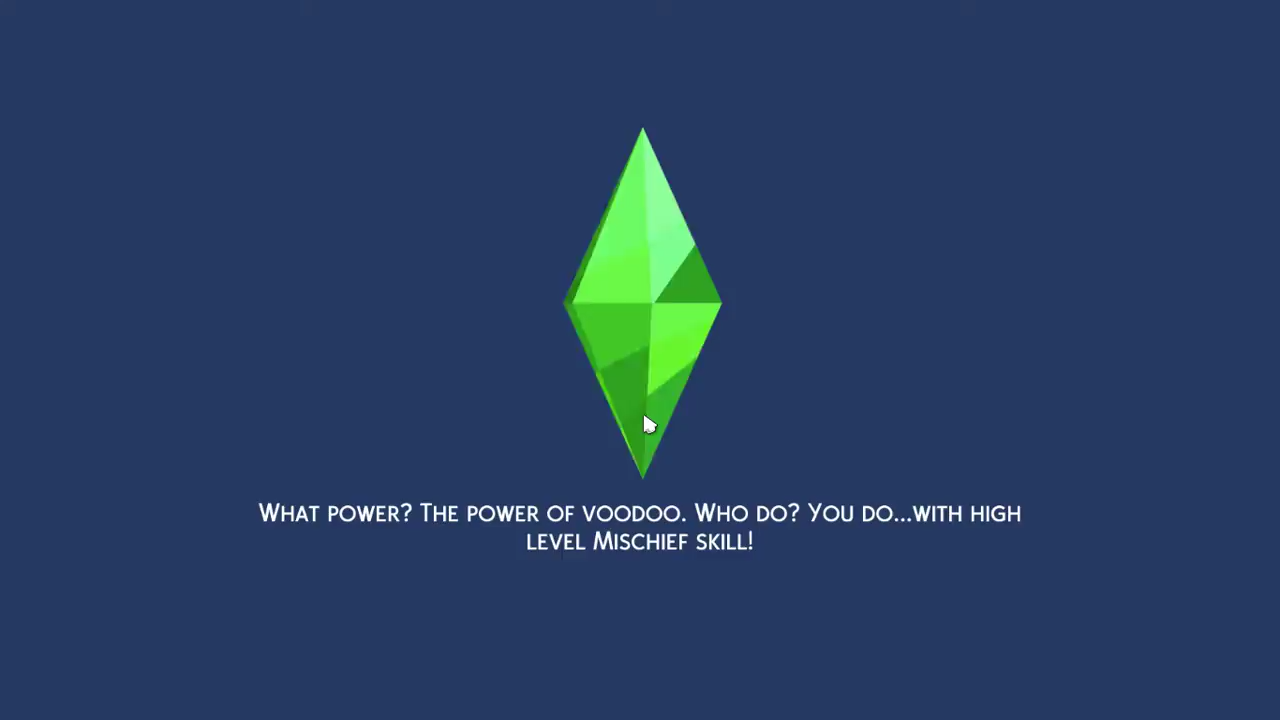 What power? The power of voodoo. Who do? You do...with high
level Mischief skill!